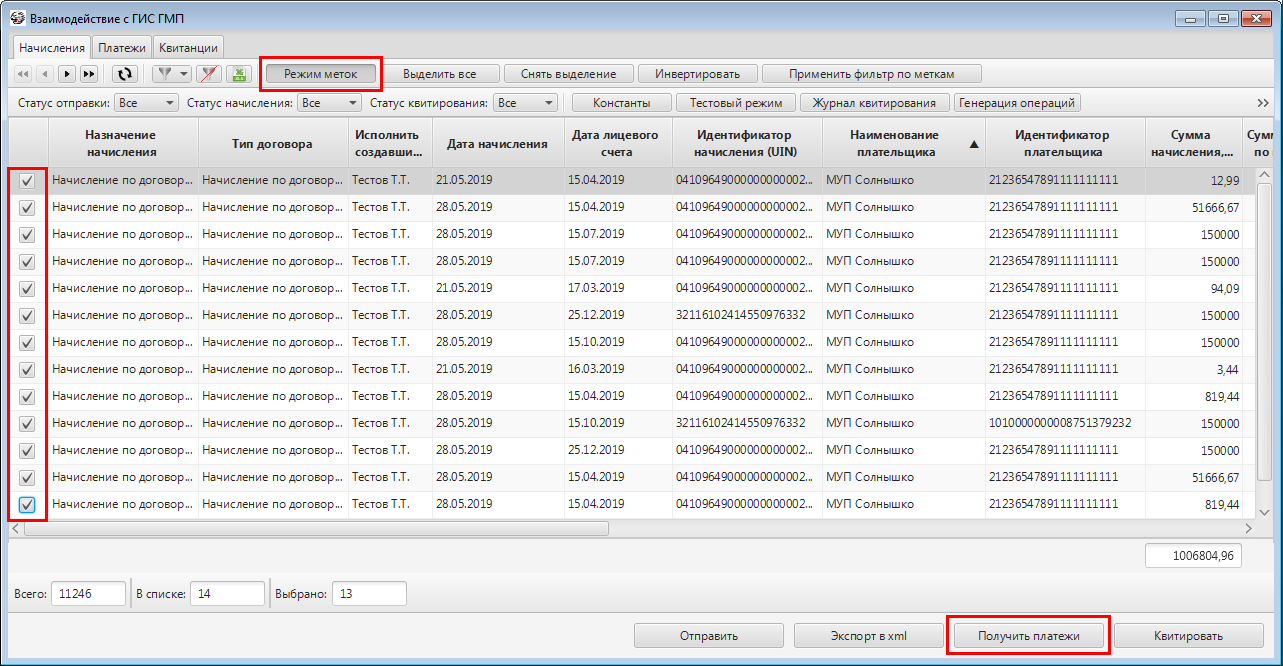 Взаимодействие с ГИС ГМП
Начисления Платежи Квитанции
Режим меток Выделить все Снять выделение Инвертировать Применить фильтр по меткам
Статус отправки: Все Статус начисления: Все Статус квитирования: Все Константы Тестовый режим Журнал квитирования Генерация операций >>
Назначение начисления Тип договора Исполнить создавши... Дата начисления Дата лицевого счета Идентификатор начисления (UIN) Наименование плательщика Идентификатор плательщика Сумма начисления,... Сумм по
Начисление по договор... Начисление по договор... Тестов Т.Т. 21.05.2019 15.04.2019 04109649000000000002... МУП Солнышко 2123654789111111111 12,99
Начисление по договор... Начисление по договор... Тестов Т.Т. 28.05.2019 15.04.2019 04109649000000000002... МУП Солнышко 2123654789111111111 51666,67
Начисление по договор... Начисление по договор... Тестов Т.Т. 28.05.2019 15.07.2019 04109649000000000002... МУП Солнышко 2123654789111111111 150000
Начисление по договор... Начисление по договор... Тестов Т.Т. 28.05.2019 15.07.2019 04109649000000000002... МУП Солнышко 2123654789111111111 150000
Начисление по договор... Начисление по договор... Тестов Т.Т. 21.05.2019 17.03.2019 04109649000000000002... МУП Солнышко 2123654789111111111 94,09
Начисление по договор... Начисление по договор... Тестов Т.Т. 28.05.2019 25.12.2019 32116102414550976332 МУП Солнышко 2123654789111111111 150000
Начисление по договор... Начисление по договор... Тестов Т.Т. 28.05.2019 15.10.2019 04109649000000000002... МУП Солнышко 2123654789111111111 150000
Начисление по договор... Начисление по договор... Тестов Т.Т. 21.05.2019 16.03.2019 04109649000000000002... МУП Солнышко 2123654789111111111 3,44
Начисление по договор... Начисление по договор... Тестов Т.Т. 28.05.2019 15.04.2019 04109649000000000002... МУП Солнышко 2123654789111111111 819,44
Начисление по договор... Начисление по договор... Тестов Т.Т. 28.05.2019 15.10.2019 32116102414550976332 МУП Солнышко 1010000000008751379232 150000
Начисление по договор... Начисление по договор... Тестов Т.Т. 28.05.2019 25.12.2019 04109649000000000002... МУП Солнышко 2123654789111111111 150000
Начисление по договор... Начисление по договор... Тестов Т.Т. 28.05.2019 15.04.2019 04109649000000000002... МУП Солнышко 2123654789111111111 51666,67
Начисление по договор... Начисление по договор... Тестов Т.Т. 28.05.2019 15.04.2019 04109649000000000002... МУП Солнышко 2123654789111111111 819,44
1006804,96
Всего: 11246 В списке: 14 Выбрано: 13
Отправить Экспорт в xml Получить платежи Квитировать